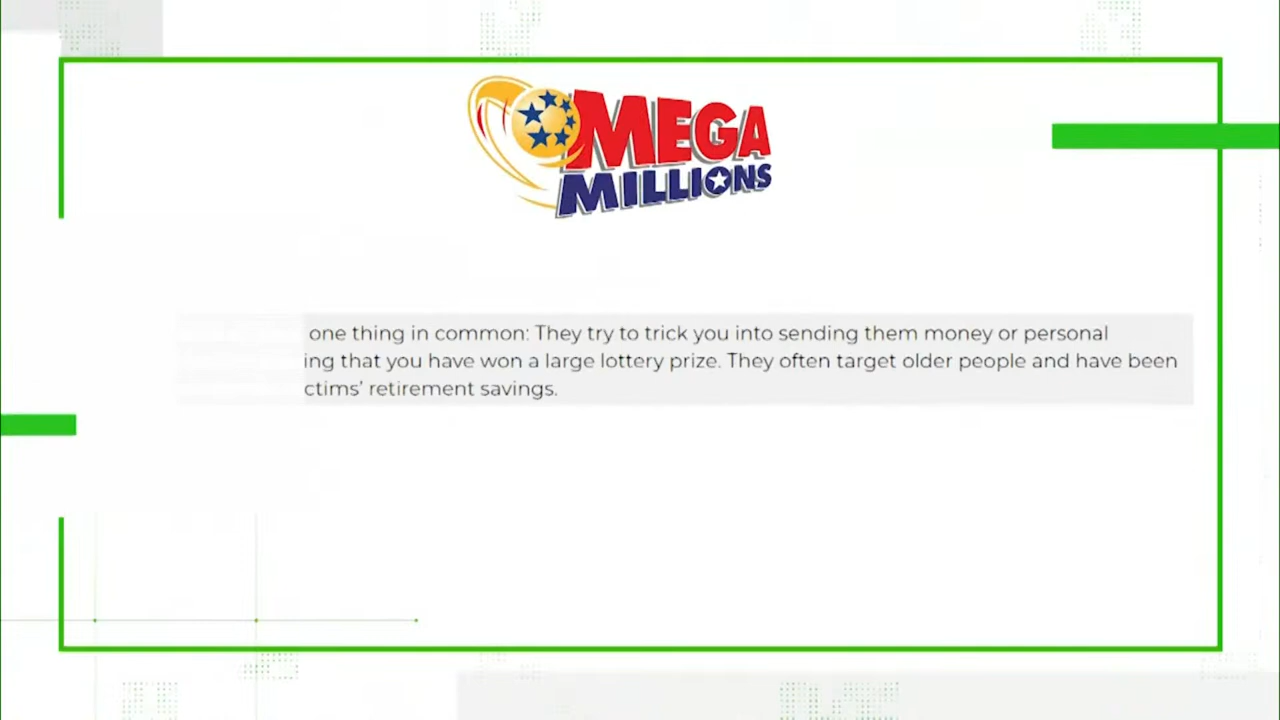 MEGA
MILLIONS
one thing in common: They try to trick you into sending them money or personal
ing that you have won a large lottery prize. They often target older people and have been
ctims’ retirement savings.